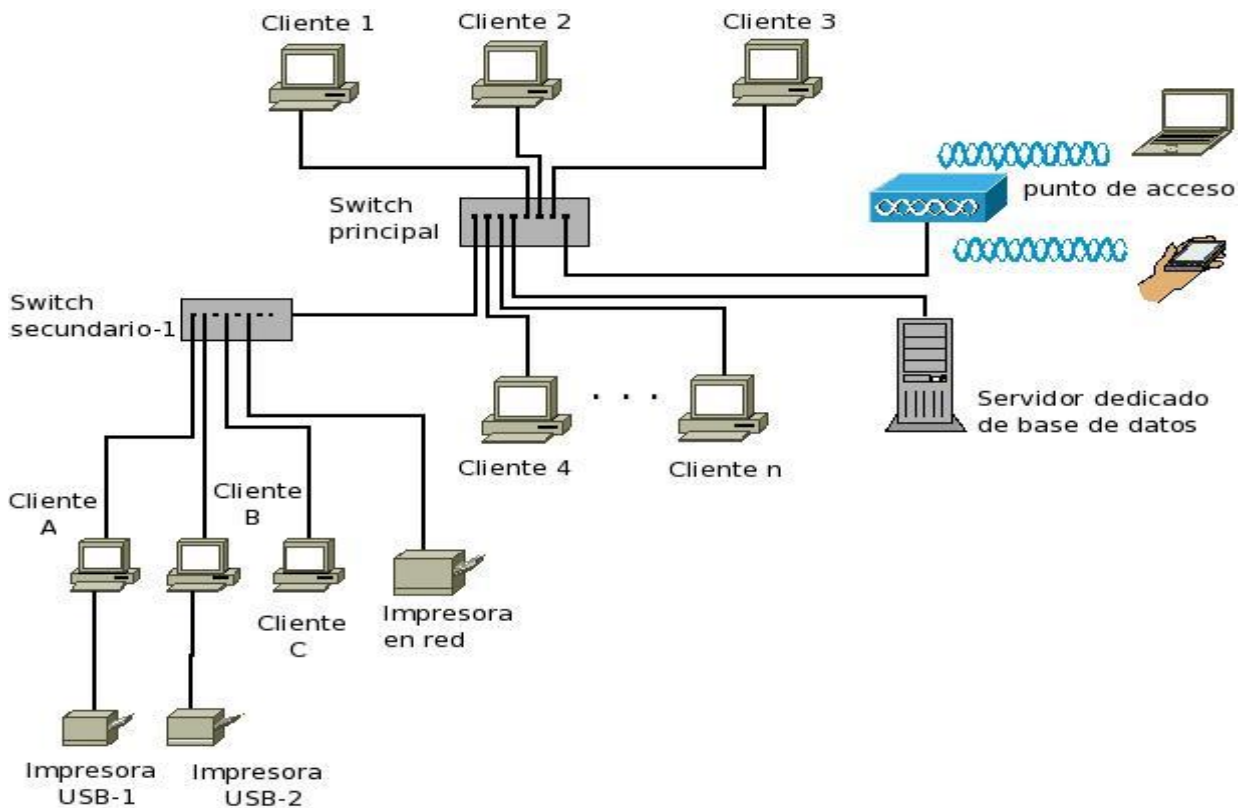 Cliente 1
Cliente 2
Cliente 3
punto de acceso
Switch
principal
Switch
secundario-1
Servidor dedicado
de base de datos
. . .
Cliente 4
Cliente n
Cliente
A
Cliente
B
Cliente
C
Impresora
en red
Impresora
USB-1
Impresora
USB-2